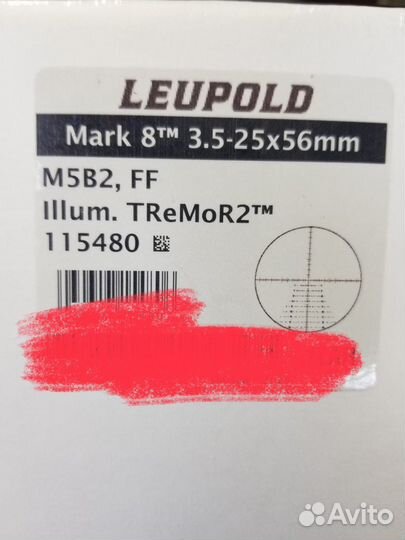 LEUPOLD
Mark 8™ 3.5-25x56mm
M5B2, FF
Illum. TReMoR2™
115480
Avito